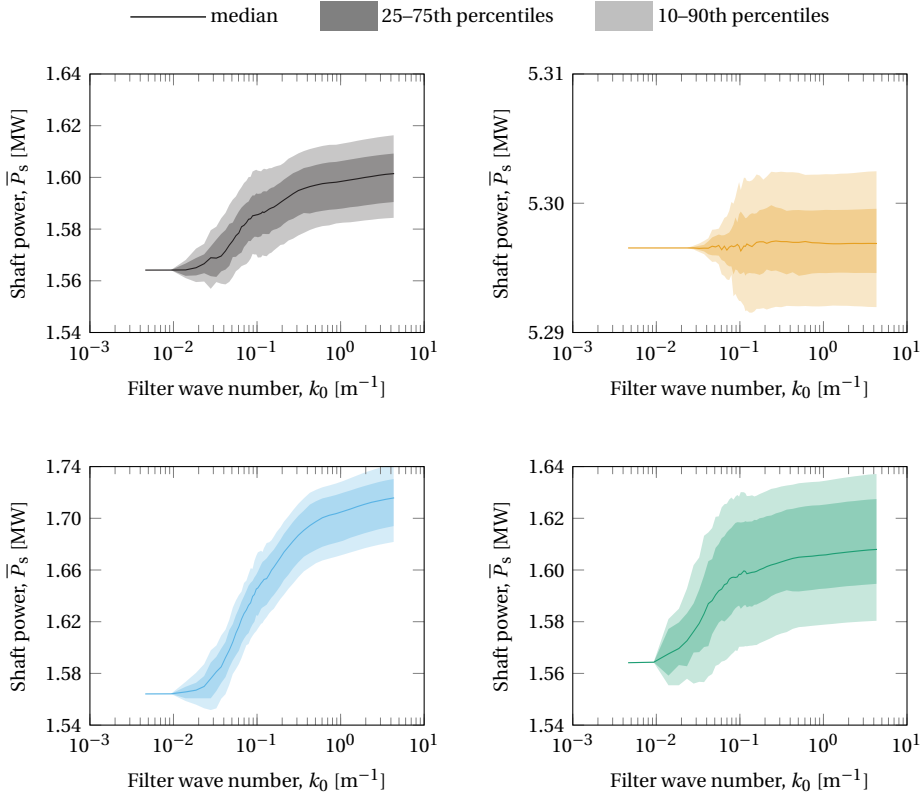 median 25–75th percentiles 10–90th percentiles
1.64
1.62
1.60
1.58
1.56
1.54
Shaft power, P̅ₛ [MW]
10⁻³ 10⁻² 10⁻¹ 10⁰ 10¹
Filter wave number, k₀ [m⁻¹]
5.31
5.30
5.29
Shaft power, P̅ₛ [MW]
10⁻³ 10⁻² 10⁻¹ 10⁰ 10¹
Filter wave number, k₀ [m⁻¹]
1.74
1.70
1.66
1.62
1.58
1.54
Shaft power, P̅ₛ [MW]
10⁻³ 10⁻² 10⁻¹ 10⁰ 10¹
Filter wave number, k₀ [m⁻¹]
1.64
1.62
1.60
1.58
1.56
1.54
Shaft power, P̅ₛ [MW]
10⁻³ 10⁻² 10⁻¹ 10⁰ 10¹
Filter wave number, k₀ [m⁻¹]